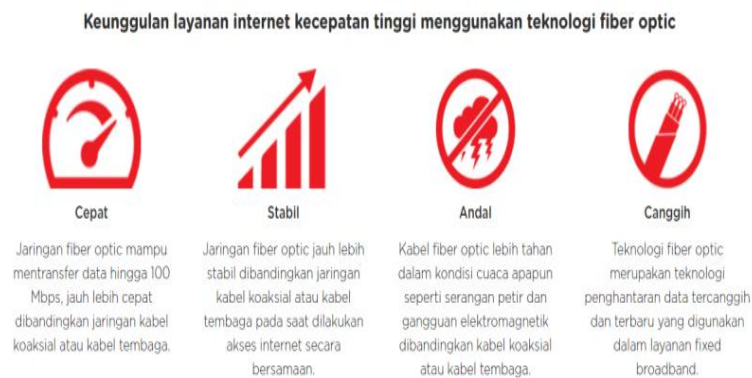 Keunggulan layanan internet kecepatan tinggi menggunakan teknologi fiber optic
Cepat
Jaringan fiber optic mampu
mentransfer data hingga 100
Mbps, jauh lebih cepat
dibandingkan jaringan kabel
koaksial atau kabel tembaga.
Stabil
Jaringan fiber optic jauh lebih
stabil dibandingkan jaringan
kabel koaksial atau kabel
tembaga pada saat dilakukan
akses internet secara
bersamaan.
Andal
Kabel fiber optic lebih tahan
dalam kondisi cuaca apapun
seperti serangan petir dan
gangguan elektromagnetik
dibandingkan kabel koaksial
atau kabel tembaga.
Canggih
Teknologi fiber optic
merupakan teknologi
penghantaran data tercanggih
dan terbaru yang digunakan
dalam layanan fixed
broadband.